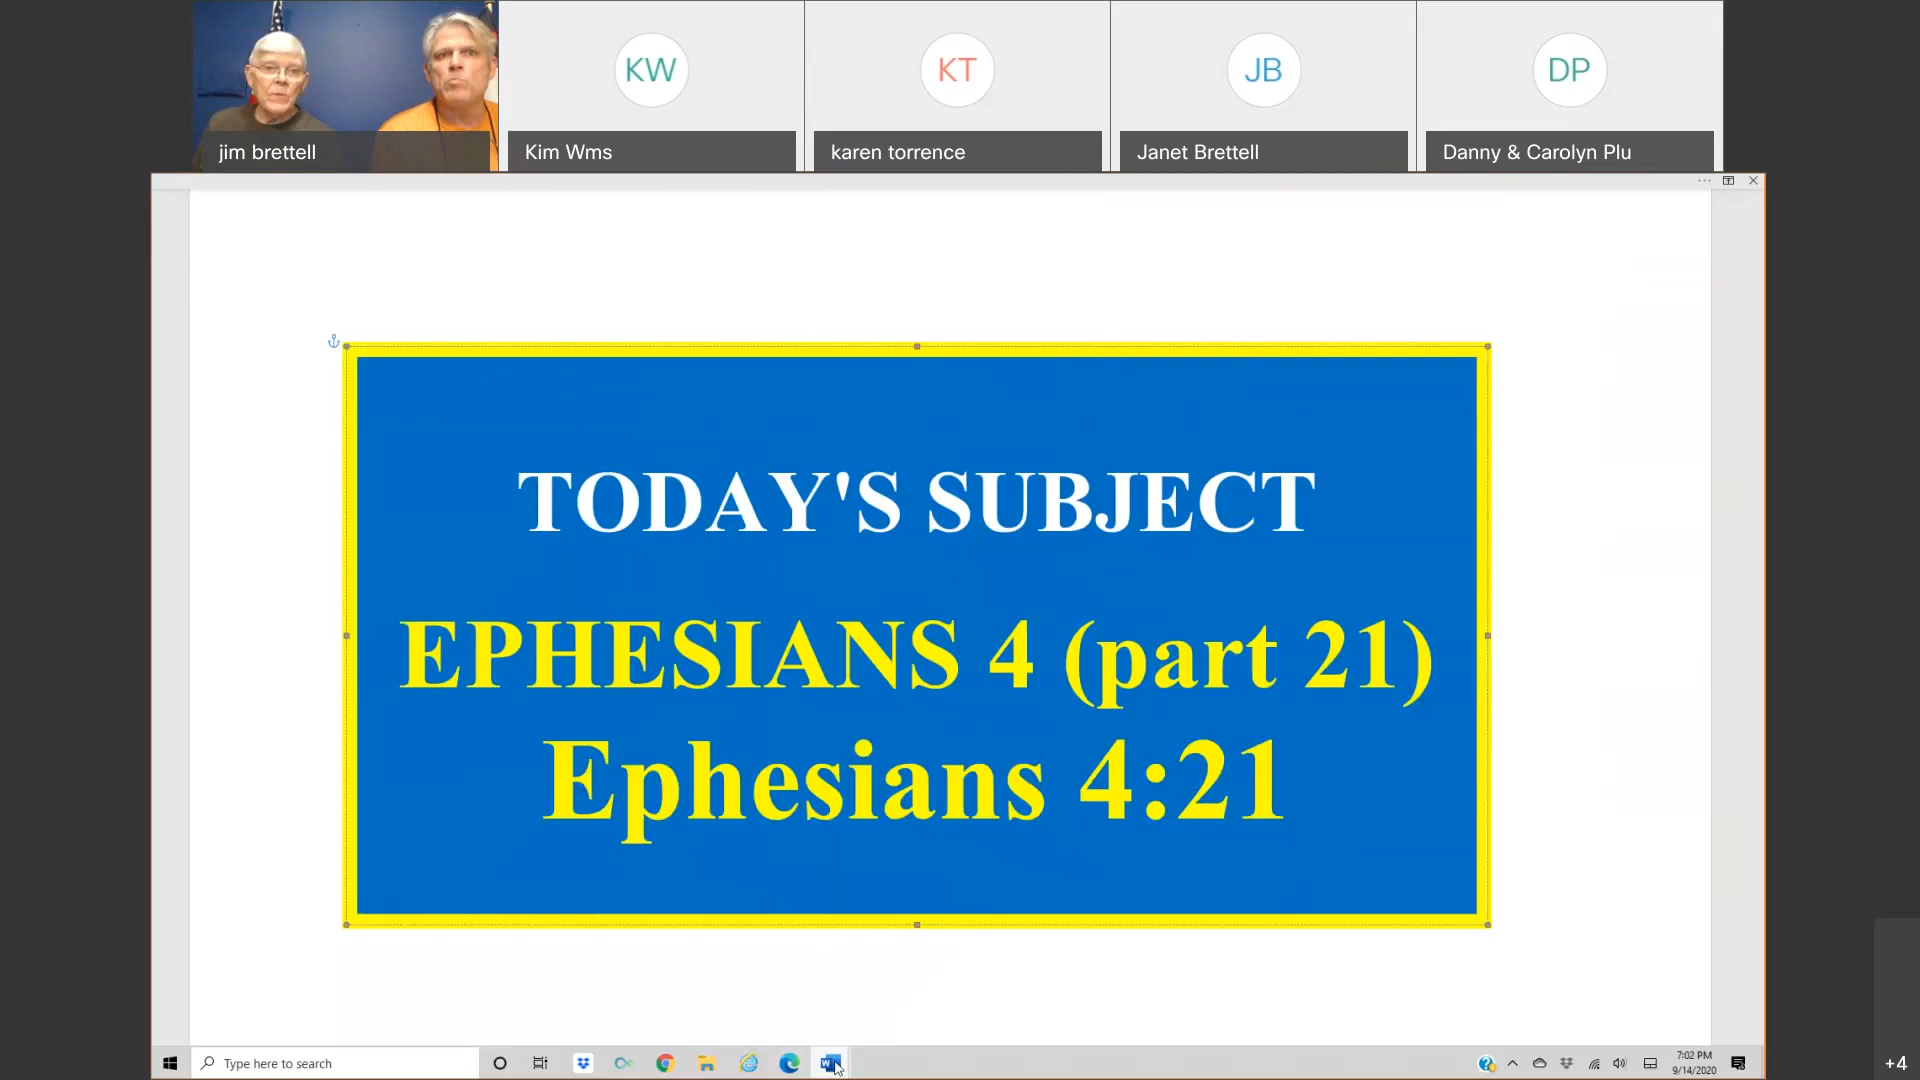 KW
KT
JB
DP
jim brettell
Kim Wms
karen torrence
Janet Brettell
Danny & Carolyn Plu
TODAY'S SUBJECT
EPHESIANS 4 (part 21)
Ephesians 4:21
Type here to search
7:02 PM
9/14/2020
+4